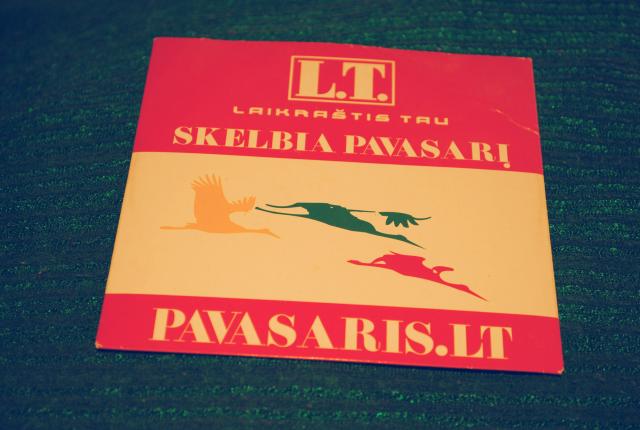 L.T.
LAIKRAŠTIS TAU
SKELBIA PAVASARĮ
PAVASARIS.LT